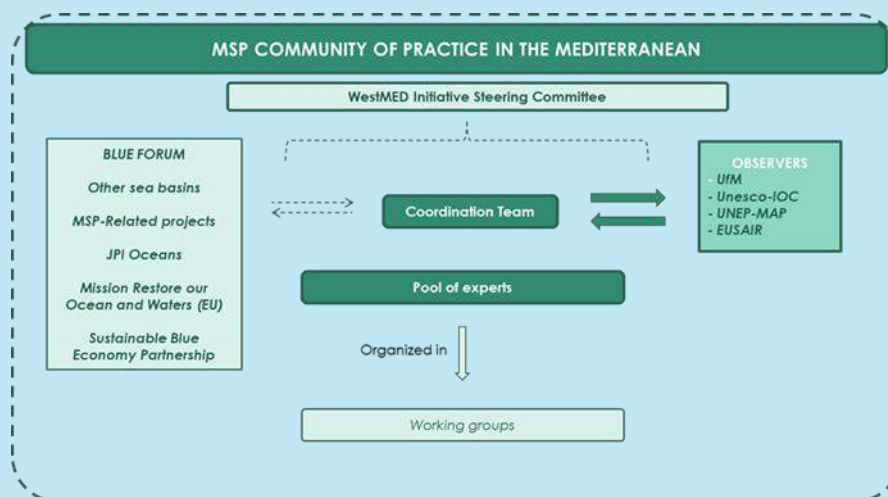 MSP COMMUNITY OF PRACTICE IN THE MEDITERRANEAN
WestMED Initiative Steering Committee
BLUE FORUM
Other sea basins
MSP-Related projects
JPI Oceans
Mission Restore our
Ocean and Waters (EU)
Sustainable Blue
Economy Partnership
Coordination Team
Pool of experts
Organized in
Working groups
OBSERVERS
- UfM
- Unesco-IOC
- UNEP-MAP
- EUSAIR